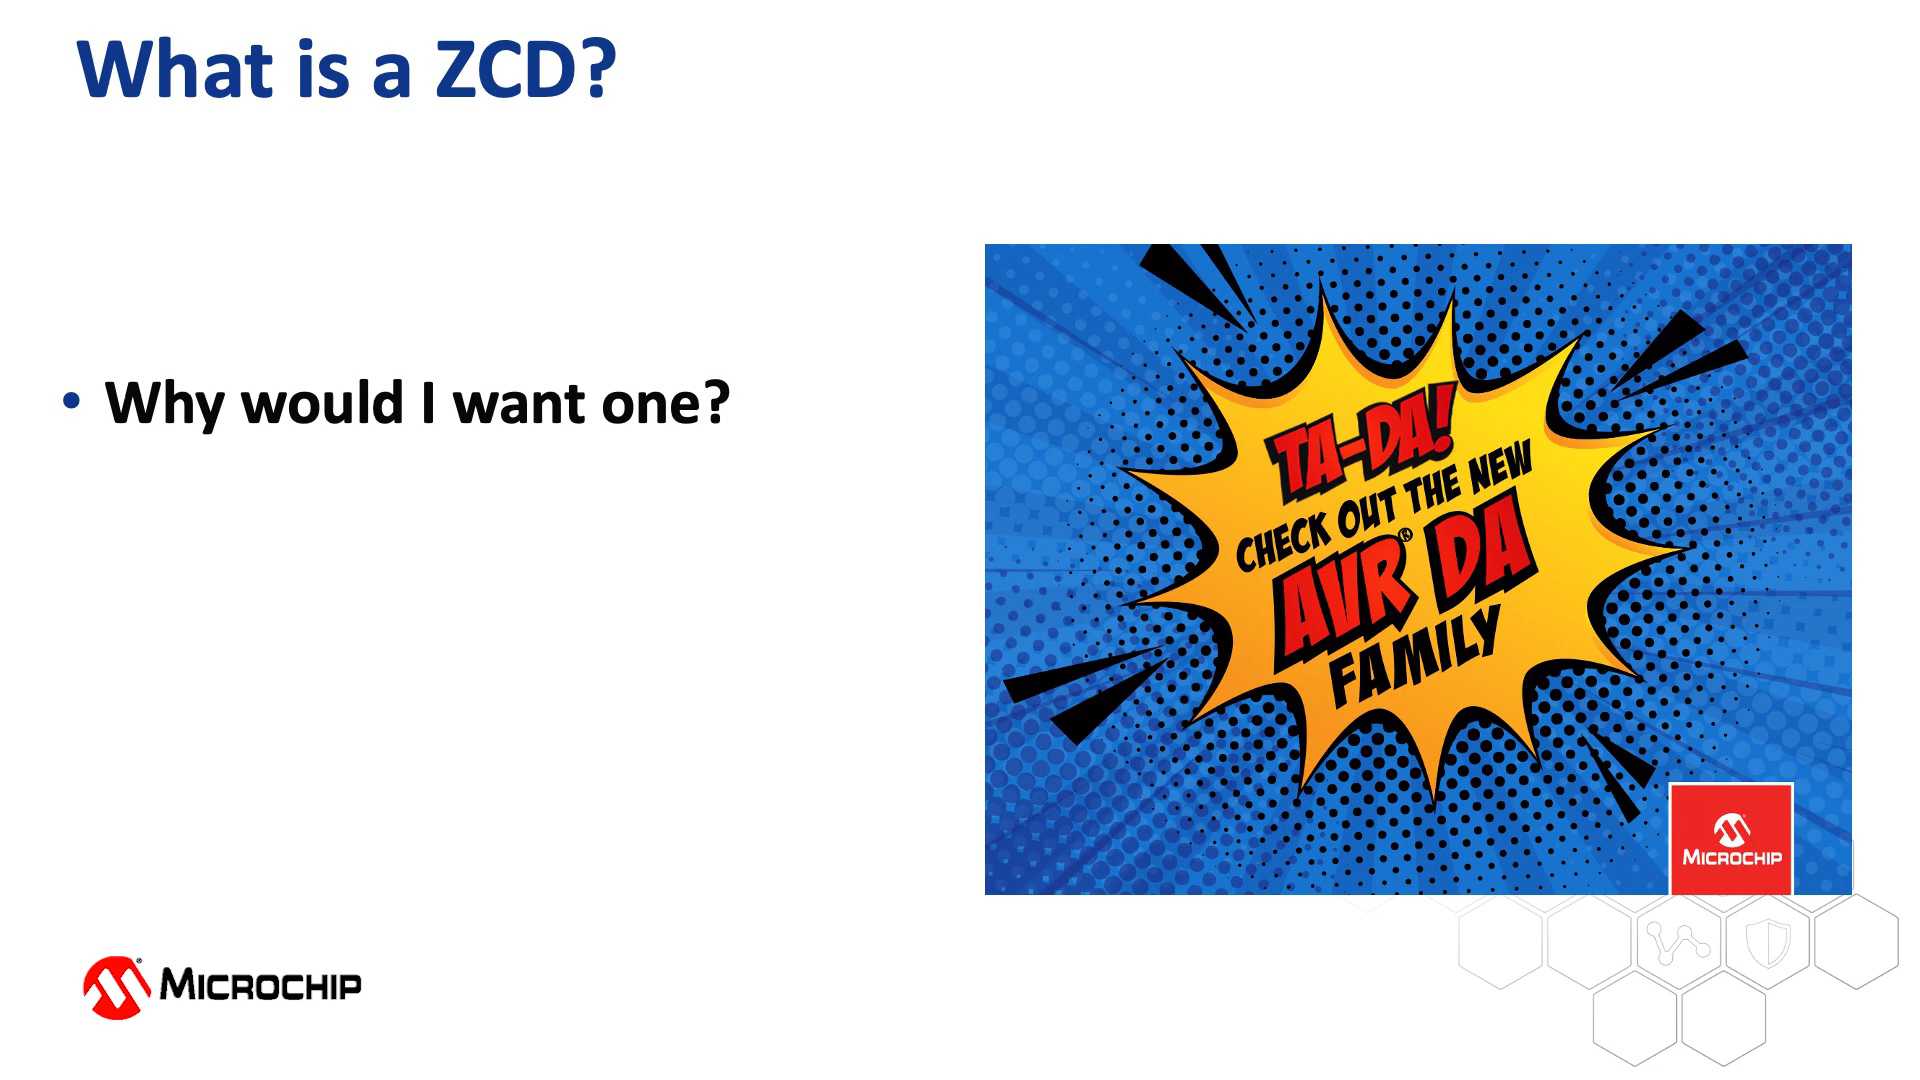 What is a ZCD?
• Why would I want one?
TA-DA!
CHECK OUT THE NEW
AVR® DA
FAMILY
MICROCHIP
MICROCHIP